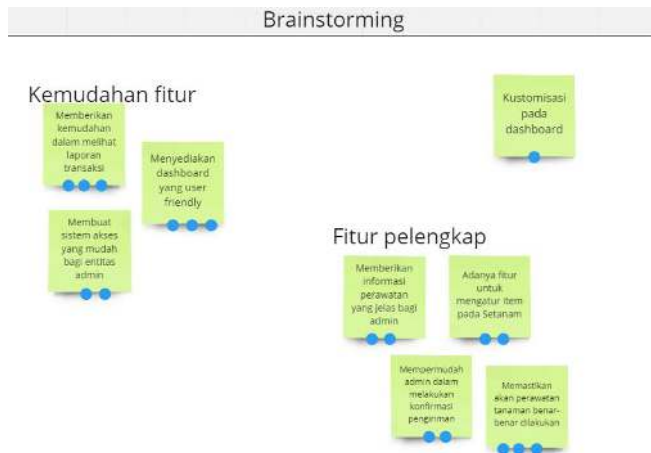 Brainstorming
Kemudahan fitur
Memberikan
kemudahan
dalam melihat
laporan
transaksi
Menyediakan
dashboard
yang user
friendly
Membuat
sistem akses
yang mudah
bagi entitas
admin
Kustomisasi
pada
dashboard
Fitur pelengkap
Memberikan
informasi
perawatan
yang jelas bagi
admin
Adanya fitur
untuk
mengatur item
pada Setanam
Mempermudah
admin dalam
melakukan
konfirmasi
pengiriman
Memastikan
akan perawatan
tanaman benar-
benar dilakukan